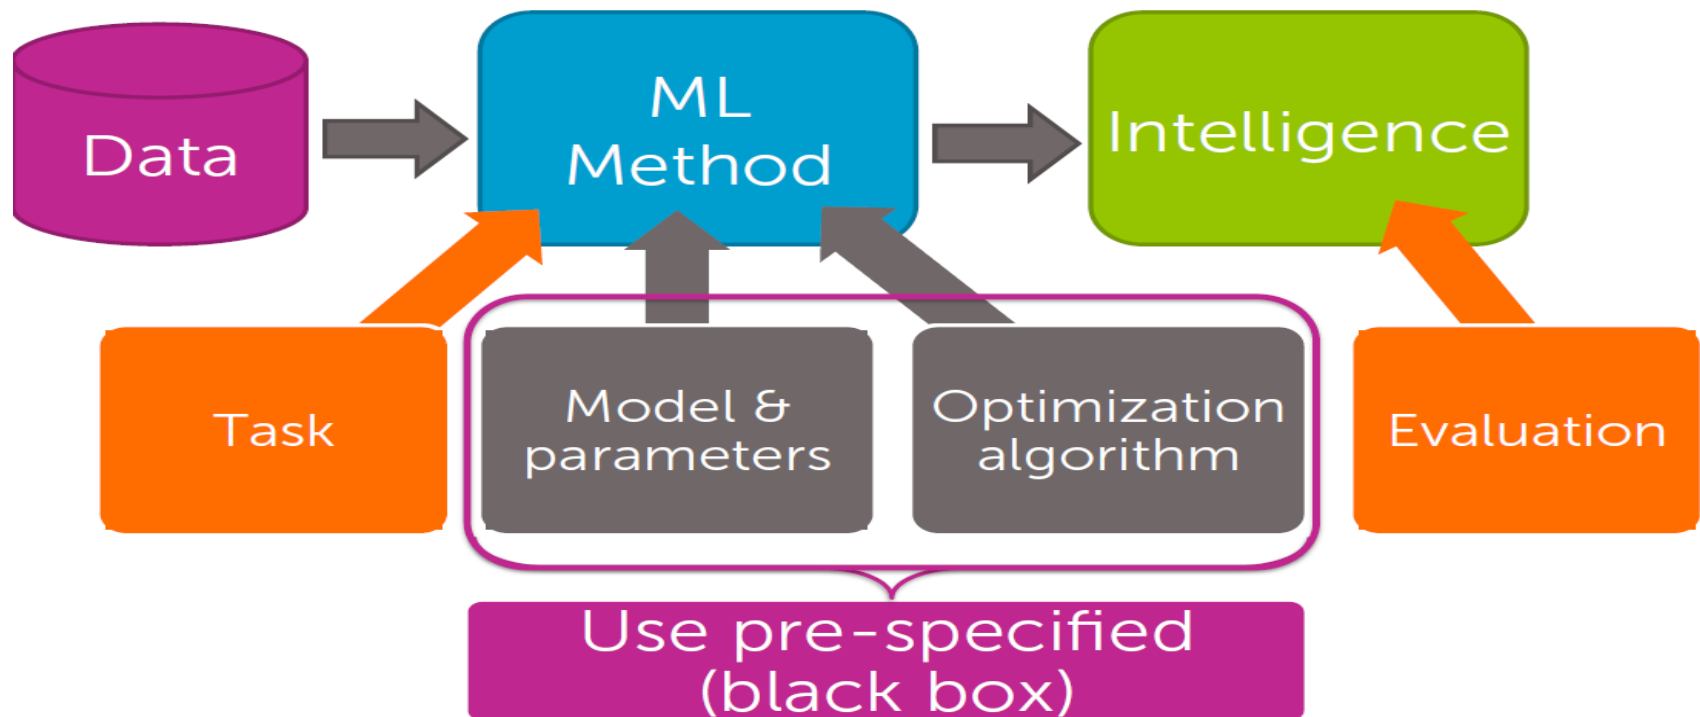 Data
ML
Method
Intelligence
Task
Model &
parameters
Optimization
algorithm
Evaluation
Use pre-specified
(black box)